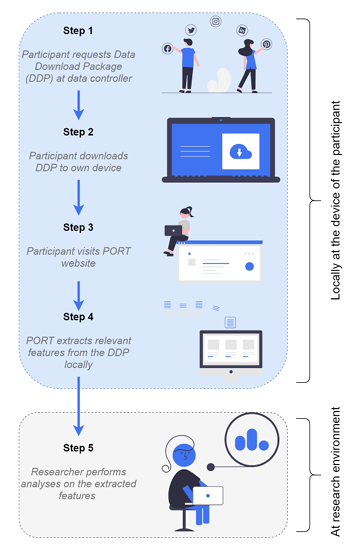 Step 1
Participant requests Data
Download Package
(DDP) at data controller
Step 2
Participant downloads
DDP to own device
Step 3
Participant visits PORT
website
Step 4
PORT extracts relevant
features from the DDP
locally
Step 5
Researcher performs
analyses on the extracted
features
Locally at the device of the participant
At research environment